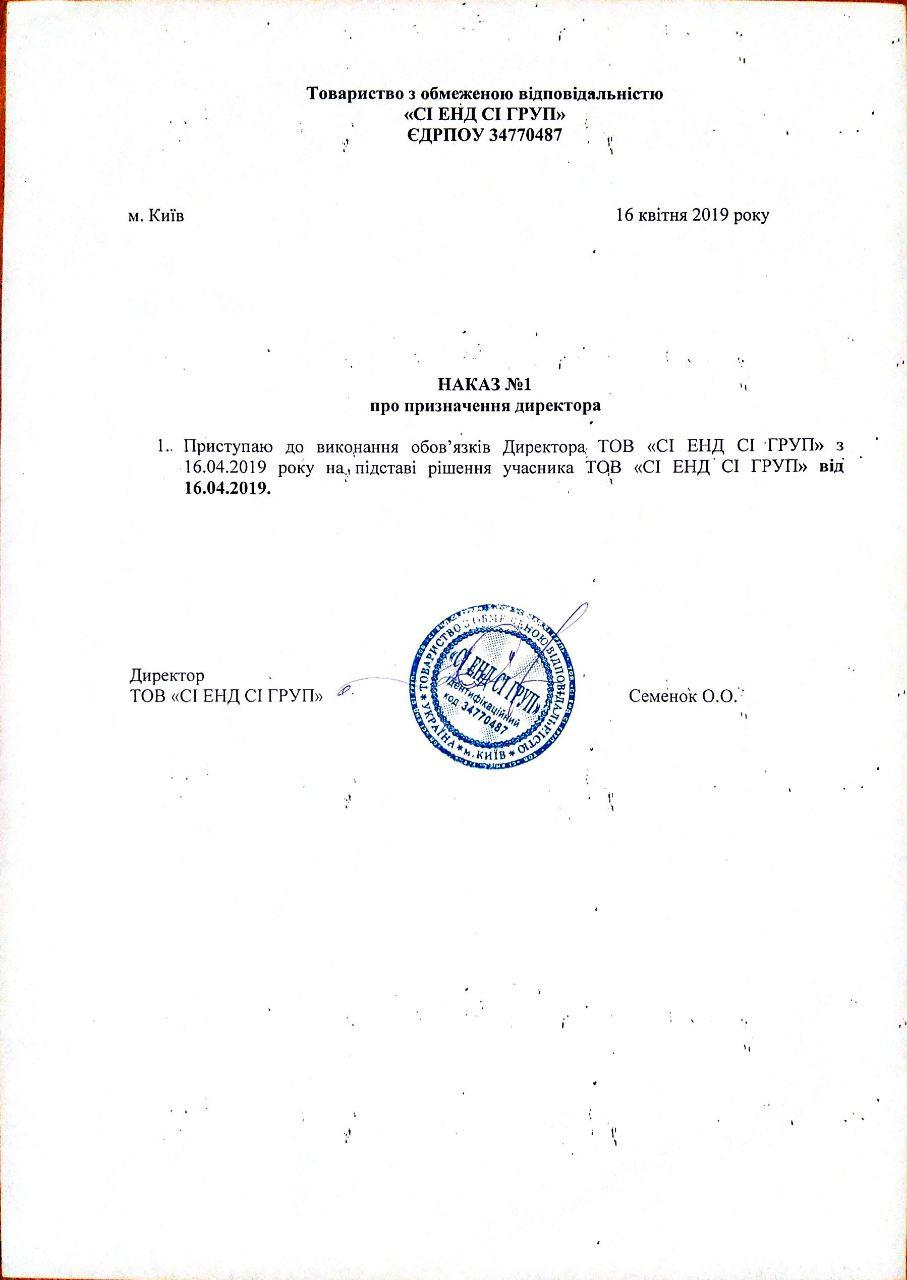 Товариство з обмеженою відповідальністю
«СІ ЕНД СІ ГРУП»
ЄДРПОУ 34770487
м. Київ
16 квітня 2019 року
НАКАЗ №1
про призначення директора
1. Приступаю до виконання обов’язків Директора ТОВ «СІ ЕНД СІ ГРУП» з
16.04.2019 року на підставі рішення учасника ТОВ «СІ ЕНД СІ ГРУП» від
16.04.2019.
Директор
ТОВ «СІ ЕНД СІ ГРУП»
Семенок О.О.
ТОВАРИСТВО З ОБМЕЖЕНОЮ ВІДПОВІДАЛЬНІСТЮ
* УКРАЇНА * м.КИЇВ *
«СІ ЕНД СІ ГРУП»
ідентифікаційний
код 34770487